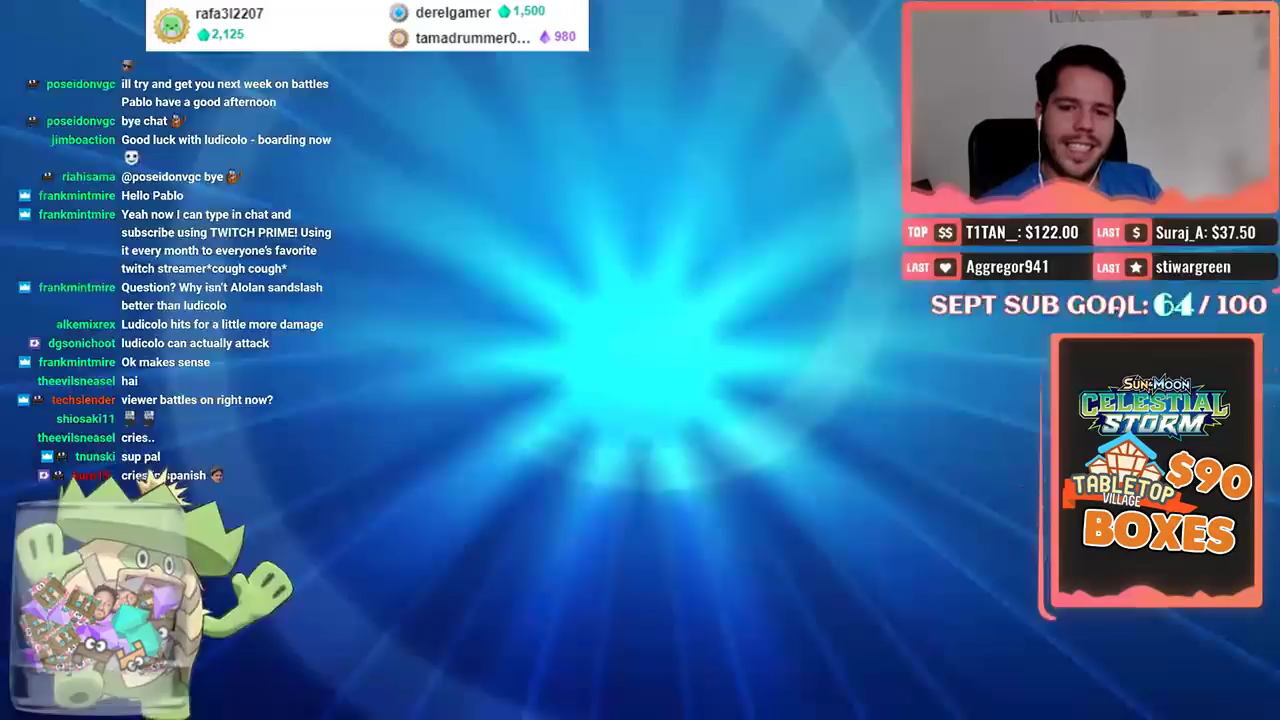 rafa3l2207
2,125
derelgamer 1,500
tamadrummer0... 980
poseidonvgc ill try and get you next week on battles
Pablo have a good afternoon
poseidonvgc bye chat
jimboaction Good luck with ludicolo - boarding now
riahisama @poseidonvgc bye
frankmintmire Hello Pablo
frankmintmire Yeah now I can type in chat and
subscribe using TWITCH PRIME! Using
it every month to everyone's favorite
twitch streamer*cough cough*
frankmintmire Question? Why isn't Alolan sandslash
better than ludicolo
alkemixrex Ludicolo hits for a little more damage
dgsonichoot ludicolo can actually attack
frankmintmire Ok makes sense
theevilsneasel hai
techslender viewer battles on right now?
shiosaki11
theevilsneasel cries..
tnunski sup pal
cries spanish
TOP $$ T1TAN__: $122.00
LAST $ Suraj_A: $37.50
LAST Aggregor941
LAST stiwargreen
SEPT SUB GOAL: 64 / 100
SUN & MOON
CELESTIAL
STORM
TABLETOP
VILLAGE
$90
BOXES